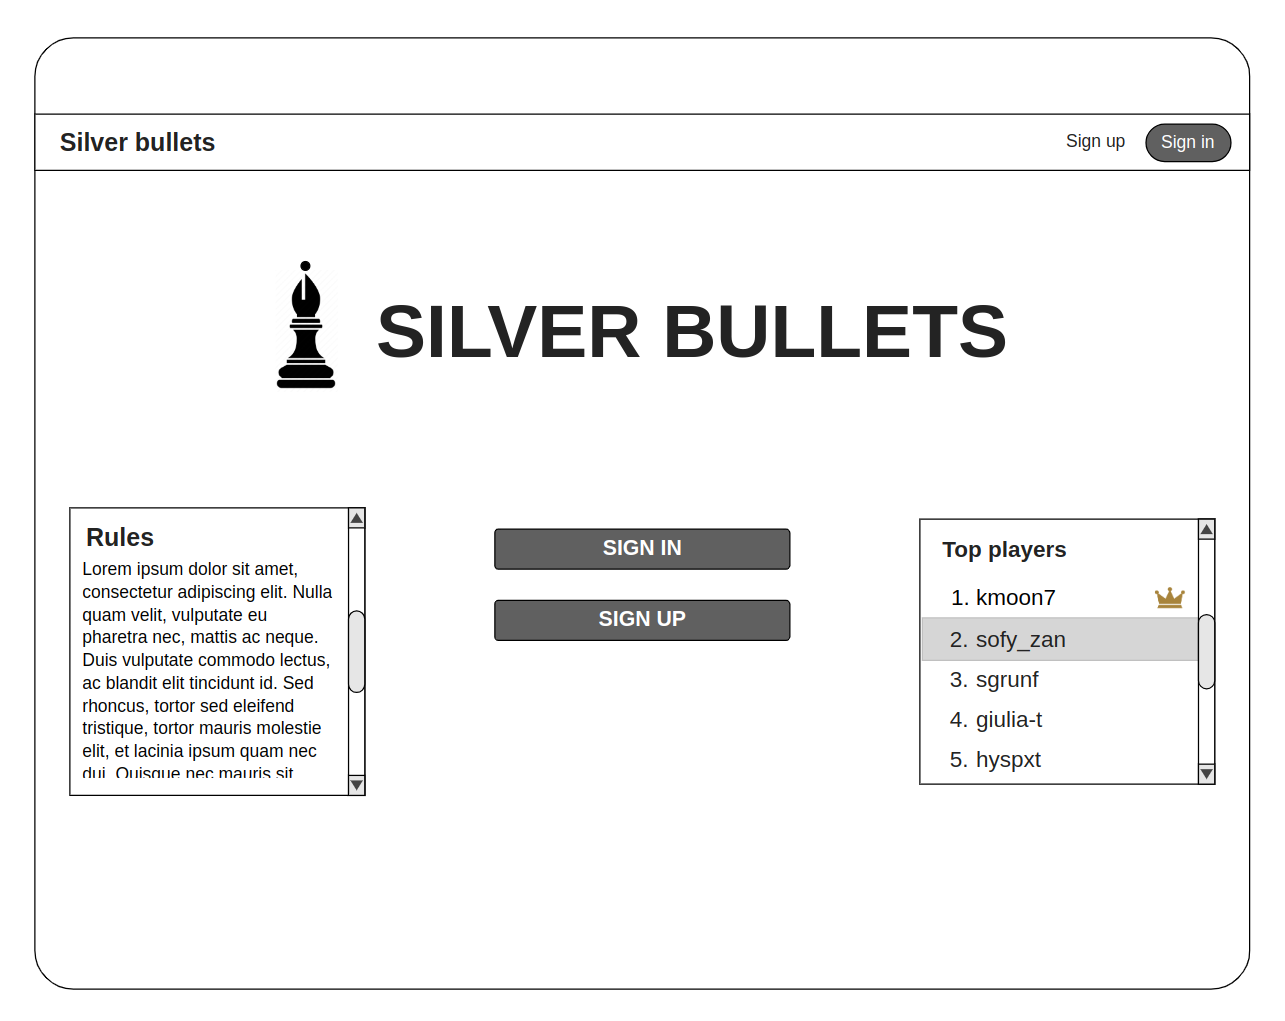 Silver bullets
Sign up
Sign in
SILVER BULLETS
Rules
Lorem ipsum dolor sit amet,
consectetur adipiscing elit. Nulla
quam velit, vulputate eu
pharetra nec, mattis ac neque.
Duis vulputate commodo lectus,
ac blandit elit tincidunt id. Sed
rhoncus, tortor sed eleifend
tristique, tortor mauris molestie
elit, et lacinia ipsum quam nec
dui. Quisque nec mauris sit
SIGN IN
SIGN UP
Top players
1. kmoon7
2. sofy_zan
3. sgrunf
4. giulia-t
5. hyspxt